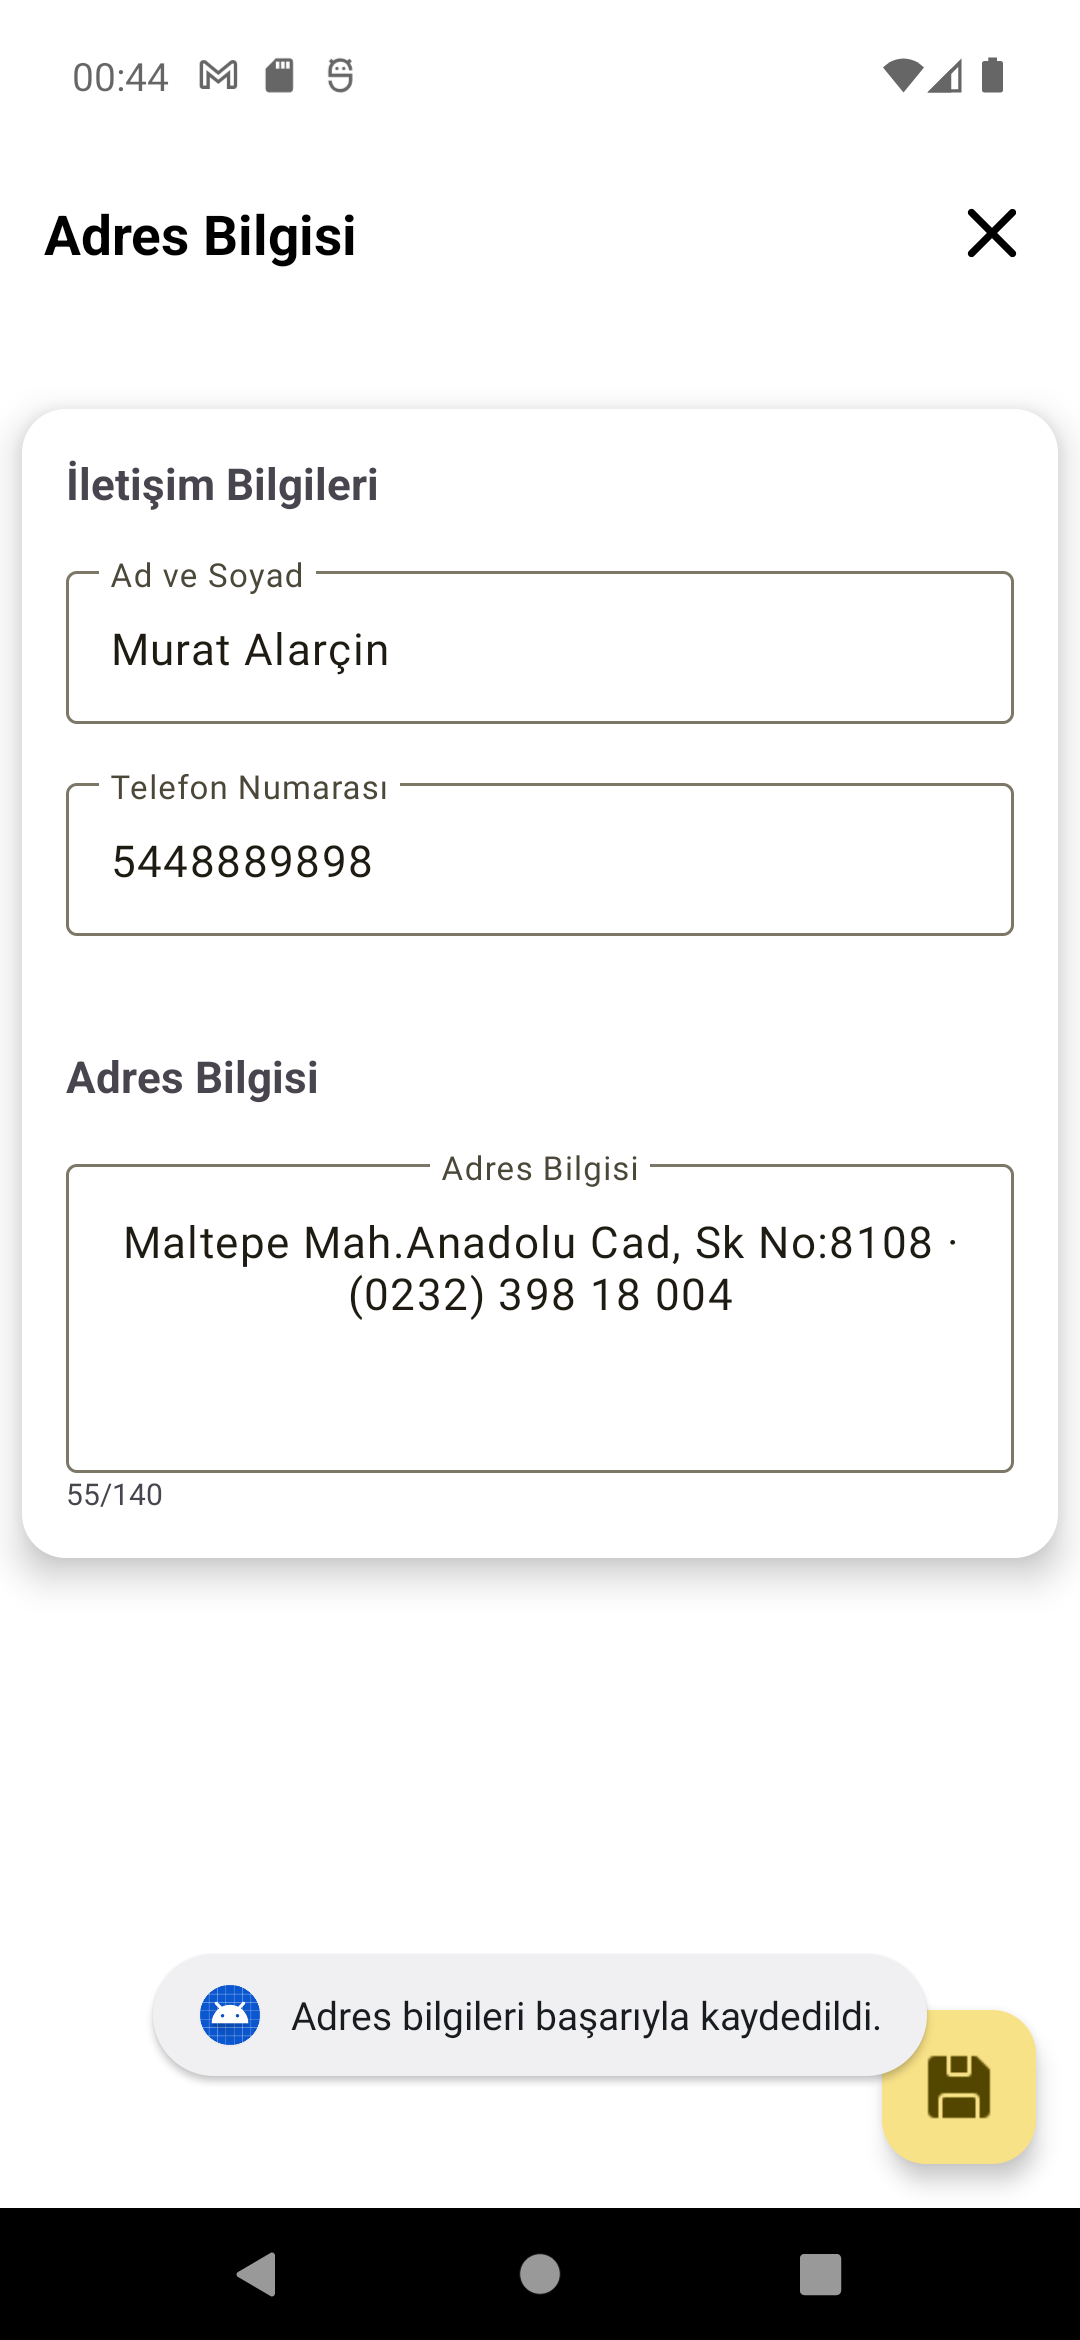 00:44
Adres Bilgisi
İletişim Bilgileri
Ad ve Soyad
Murat Alarçin
Telefon Numarası
5448889898
Adres Bilgisi
Adres Bilgisi
Maltepe Mah.Anadolu Cad, Sk No:8108 ·
(0232) 398 18 004
55/140
Adres bilgileri başarıyla kaydedildi.